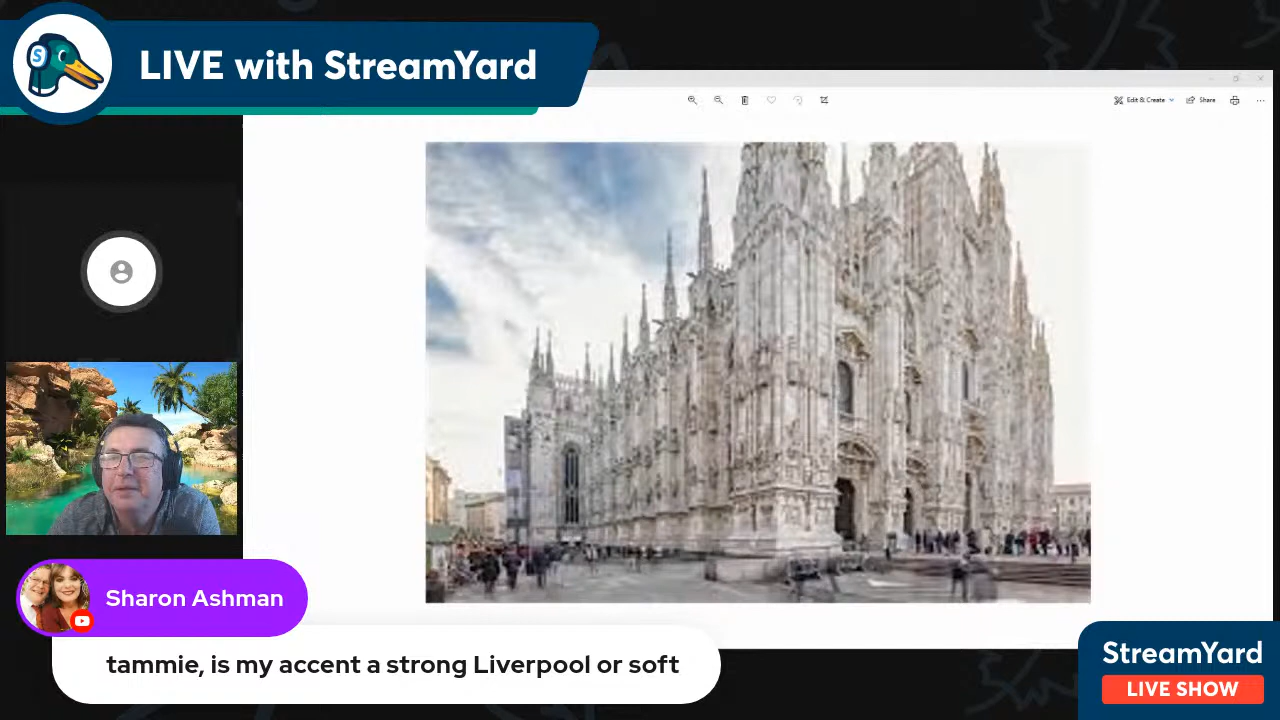 S
LIVE with StreamYard
Edit & Create
Share
Sharon Ashman
tammie, is my accent a strong Liverpool or soft
StreamYard
LIVE SHOW